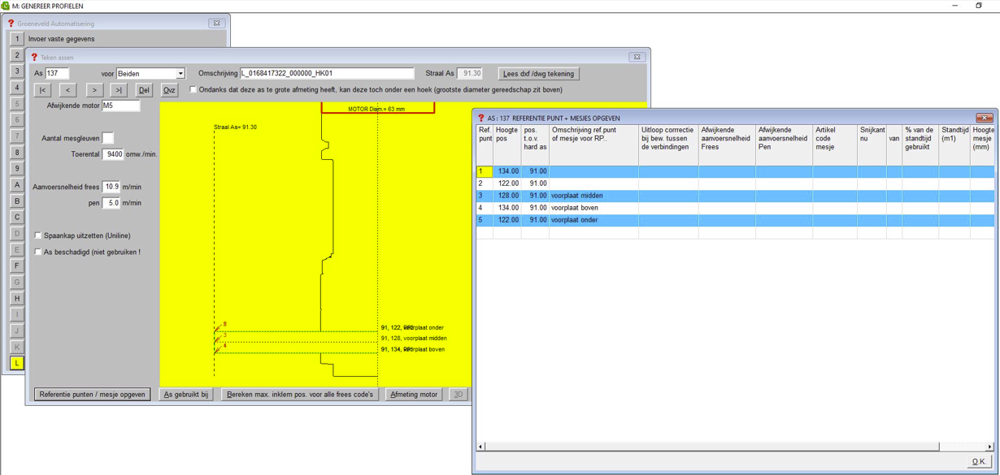 M: GENEREER PROFIELEN
? Groeneveld Automatisering
1 Invoer vaste gegevens
2
3
4
5
6
7
8
9
A
B
C
D
E
F
G
H
I
J
K
L
? Teken assen
As 137 voor Beiden Omschrijving L_0168417322_000000_HK01 Straal As 91.30 Lees dxf /dwg tekening
|< < > >| Del Ovz Ondanks dat deze as te grote afmeting heeft, kan deze toch onder een hoek (grootste diameter gereedschap zit boven)
Afwijkende motor M5
Aantal mesgleuven
Toerental 9400 omw./min.
Aanvoersnelheid frees 10.9 m/min
pen 5.0 m/min
Spaankap uitzetten (Uniline)
As beschadigd (niet gebruiken !
MOTOR Diam.= 63 mm
Straal As= 91.30
91, 122, voorplaat onder
3
91, 128, voorplaat midden
4
91, 134, voorplaat boven
Referentie punten / mesje opgeven As gebruikt bij Bereken max. inklem pos. voor alle frees code's Afmeting motor 3D
? AS : 137 REFERENTIE PUNT + MESJES OPGEVEN
Ref. Hoogte pos. Omschrijving ref.punt Uitloop corrrectie Afwijkende Afwijkende Artikel Snijkant % van de Standtijd Hoogte
punt pos t.o.v. of mesje voor RP.. bij bew. tussen aanvoersnelheid aanvoersnelheid code nu van standtijd (m1) mesje
hard as de verbindingen Frees Pen mesje gebruikt (mm)
1 134.00 91.00
2 122.00 91.00
3 128.00 91.00 voorplaat midden
4 134.00 91.00 voorplaat boven
5 122.00 91.00 voorplaat onder
O.K.